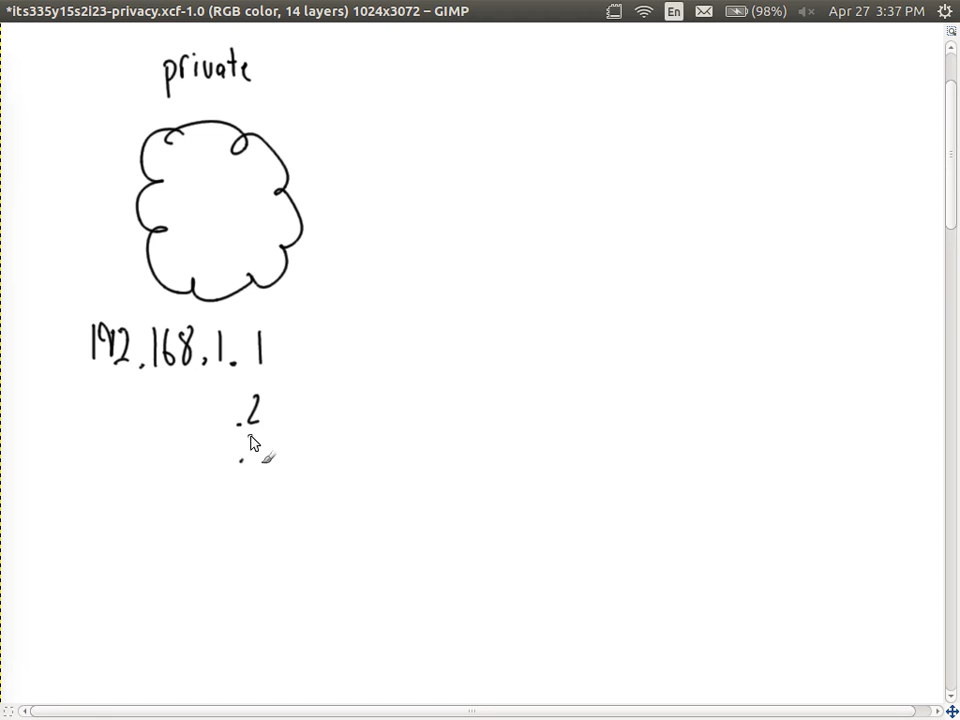 *its335y15s2i23-privacy.xcf-1.0 (RGB color, 14 layers) 1024x3072 – GIMP
En
(98%)
Apr 27 3:37 PM
private
192.168.1.1
.2
.